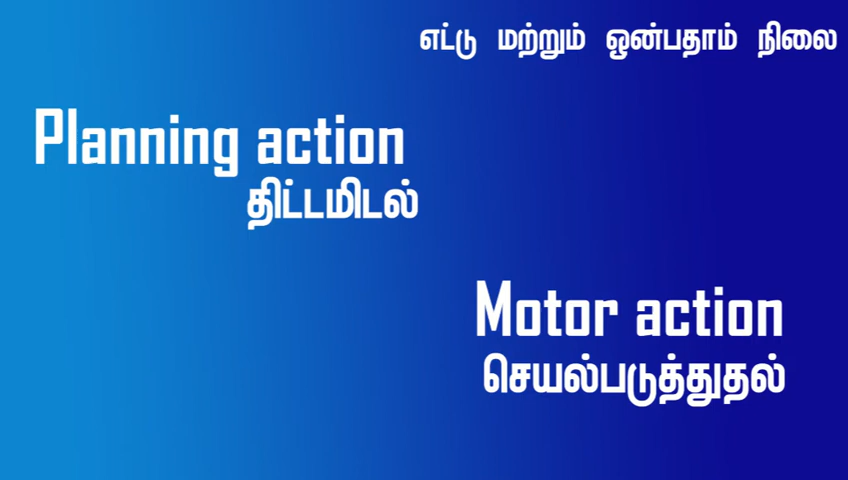 எட்டு மற்றும் ஒன்பதாம் நிலை
Planning action
திட்டமிடல்
Motor action
செயல்படுத்துதல்